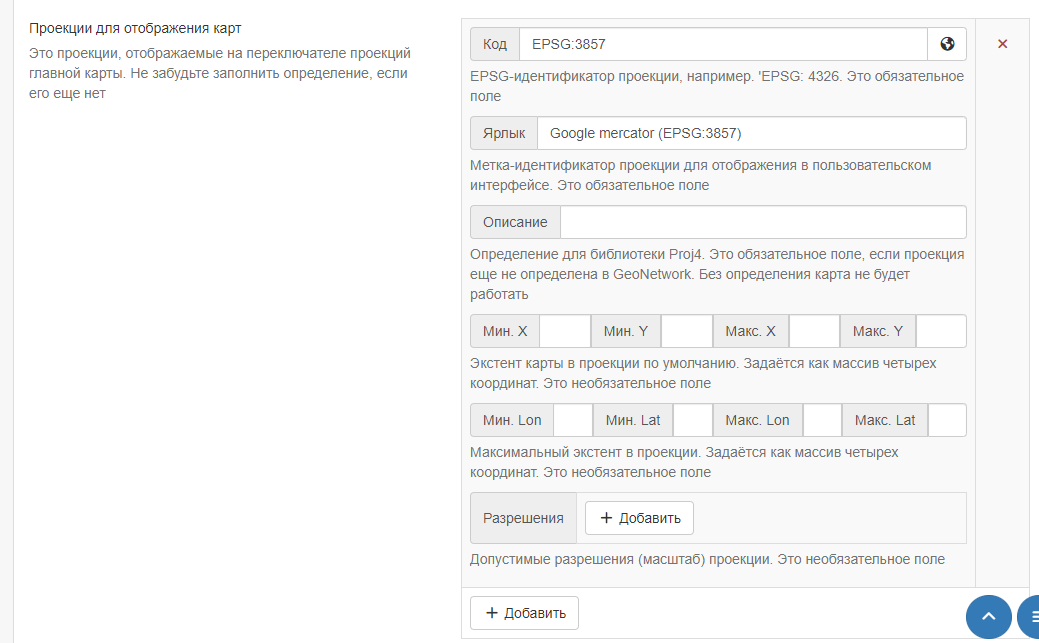 Проекции для отображения карт
Это проекции, отображаемые на переключателе проекций
главной карты. Не забудьте заполнить определение, если
его еще нет
Код EPSG:3857
EPSG-идентификатор проекции, например. 'EPSG: 4326. Это обязательное
поле
Ярлык Google mercator (EPSG:3857)
Метка-идентификатор проекции для отображения в пользовательском
интерфейсе. Это обязательное поле
Описание
Определение для библиотеки Proj4. Это обязательное поле, если проекция
еще не определена в GeoNetwork. Без определения карта не будет
работать
Мин. X Мин. Y Макс. X Макс. Y
Экстент карты в проекции по умолчанию. Задаётся как массив четырех
координат. Это необязательное поле
Мин. Lon Мин. Lat Макс. Lon Макс. Lat
Максимальный экстент в проекции. Задаётся как массив четырех
координат. Это необязательное поле
Разрешения + Добавить
Допустимые разрешения (масштаб) проекции. Это необязательное поле
+ Добавить